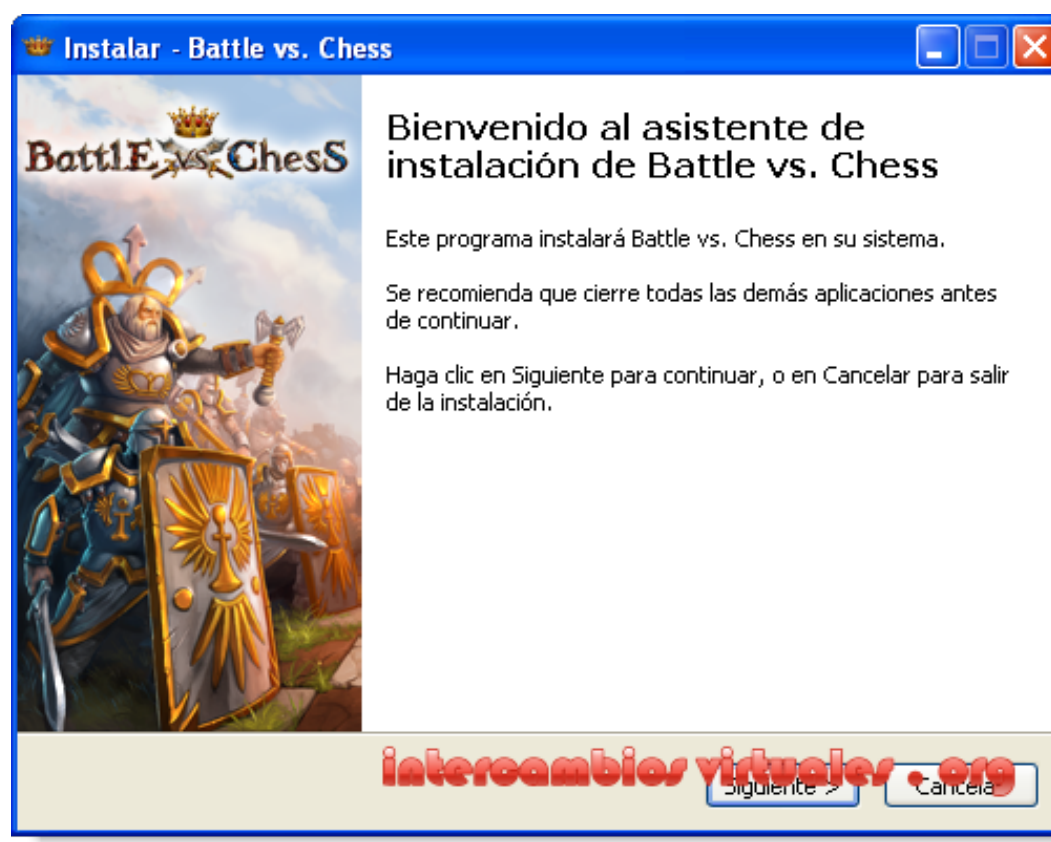 Instalar - Battle vs. Chess
BattlE vs. ChesS
Bienvenido al asistente de
instalación de Battle vs. Chess
Este programa instalará Battle vs. Chess en su sistema.
Se recomienda que cierre todas las demás aplicaciones antes
de continuar.
Haga clic en Siguiente para continuar, o en Cancelar para salir
de la instalación.
intercambios virtuales . org
Siguiente > Cancelar